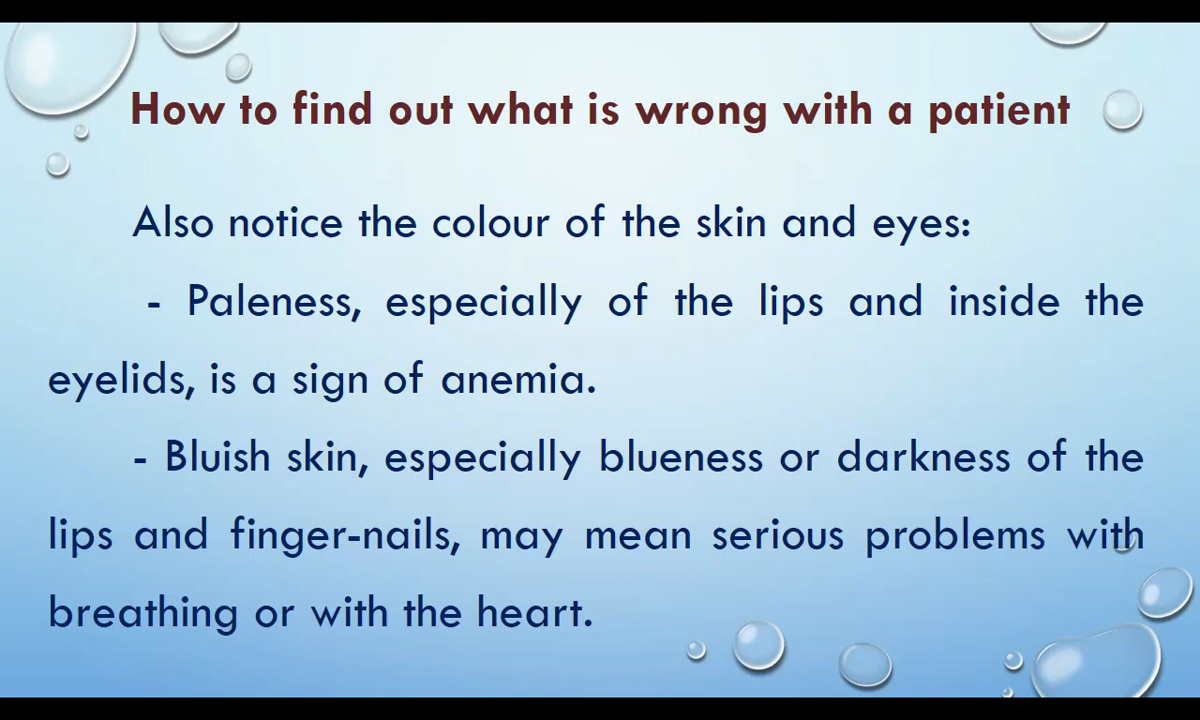 How to find out what is wrong with a patient
Also notice the colour of the skin and eyes:
- Paleness, especially of the lips and inside the
eyelids, is a sign of anemia.
- Bluish skin, especially blueness or darkness of the
lips and finger-nails, may mean serious problems with
breathing or with the heart.